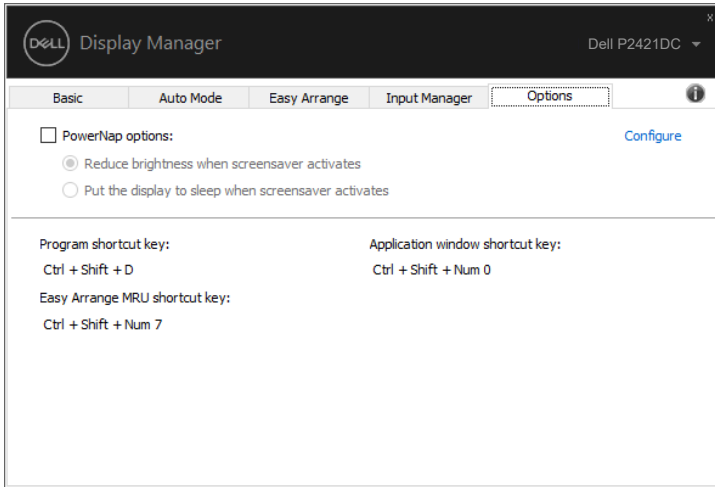 x
DELL Display Manager
Dell P2421DC
Basic Auto Mode Easy Arrange Input Manager Options
PowerNap options: Configure
Reduce brightness when screensaver activates
Put the display to sleep when screensaver activates
Program shortcut key: Application window shortcut key:
Ctrl + Shift + D Ctrl + Shift + Num 0
Easy Arrange MRU shortcut key:
Ctrl + Shift + Num 7